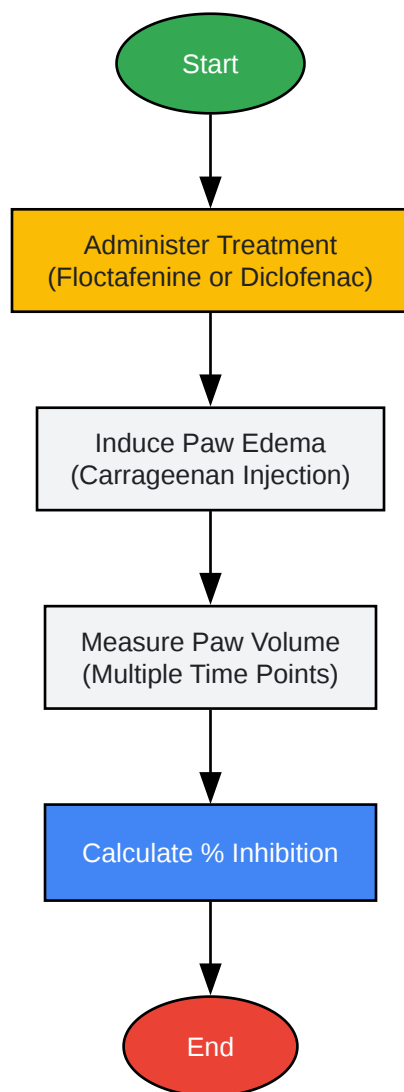 Start
Administer Treatment
(Floctafenine or Diclofenac)
Induce Paw Edema
(Carrageenan Injection)
Measure Paw Volume
(Multiple Time Points)
Calculate % Inhibition
End